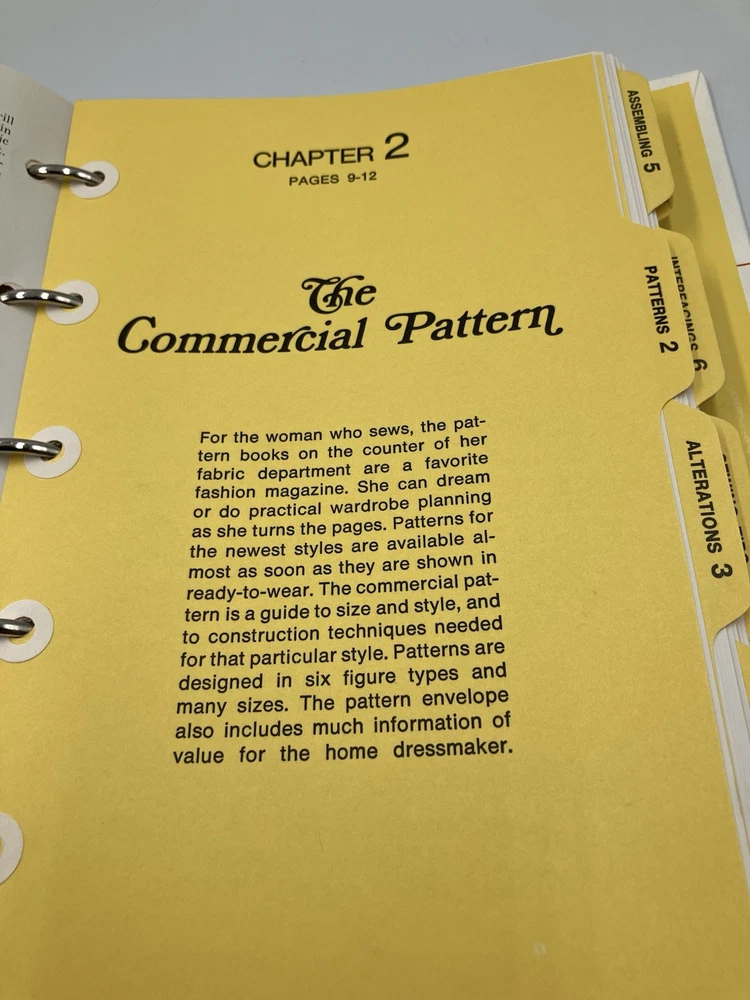 CHAPTER 2
PAGES 9-12
The
Commercial Pattern
For the woman who sews, the pat-
tern books on the counter of her
fabric department are a favorite
fashion magazine. She can dream
or do practical wardrobe planning
as she turns the pages. Patterns for
the newest styles are available al-
most as soon as they are shown in
ready-to-wear. The commercial pat-
tern is a guide to size and style, and
to construction techniques needed
for that particular style. Patterns are
designed in six figure types and
many sizes. The pattern envelope
also includes much information of
value for the home dressmaker.
ASSEMBLING 5
PATTERNS 2
INTERFACINGS 6
ALTERATIONS 3